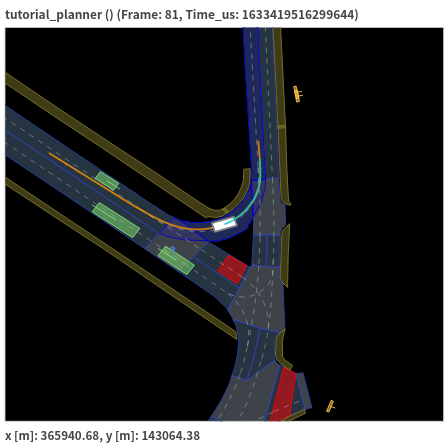 tutorial_planner () (Frame: 81, Time_us: 1633419516299644)
x [m]: 365940.68, y [m]: 143064.38